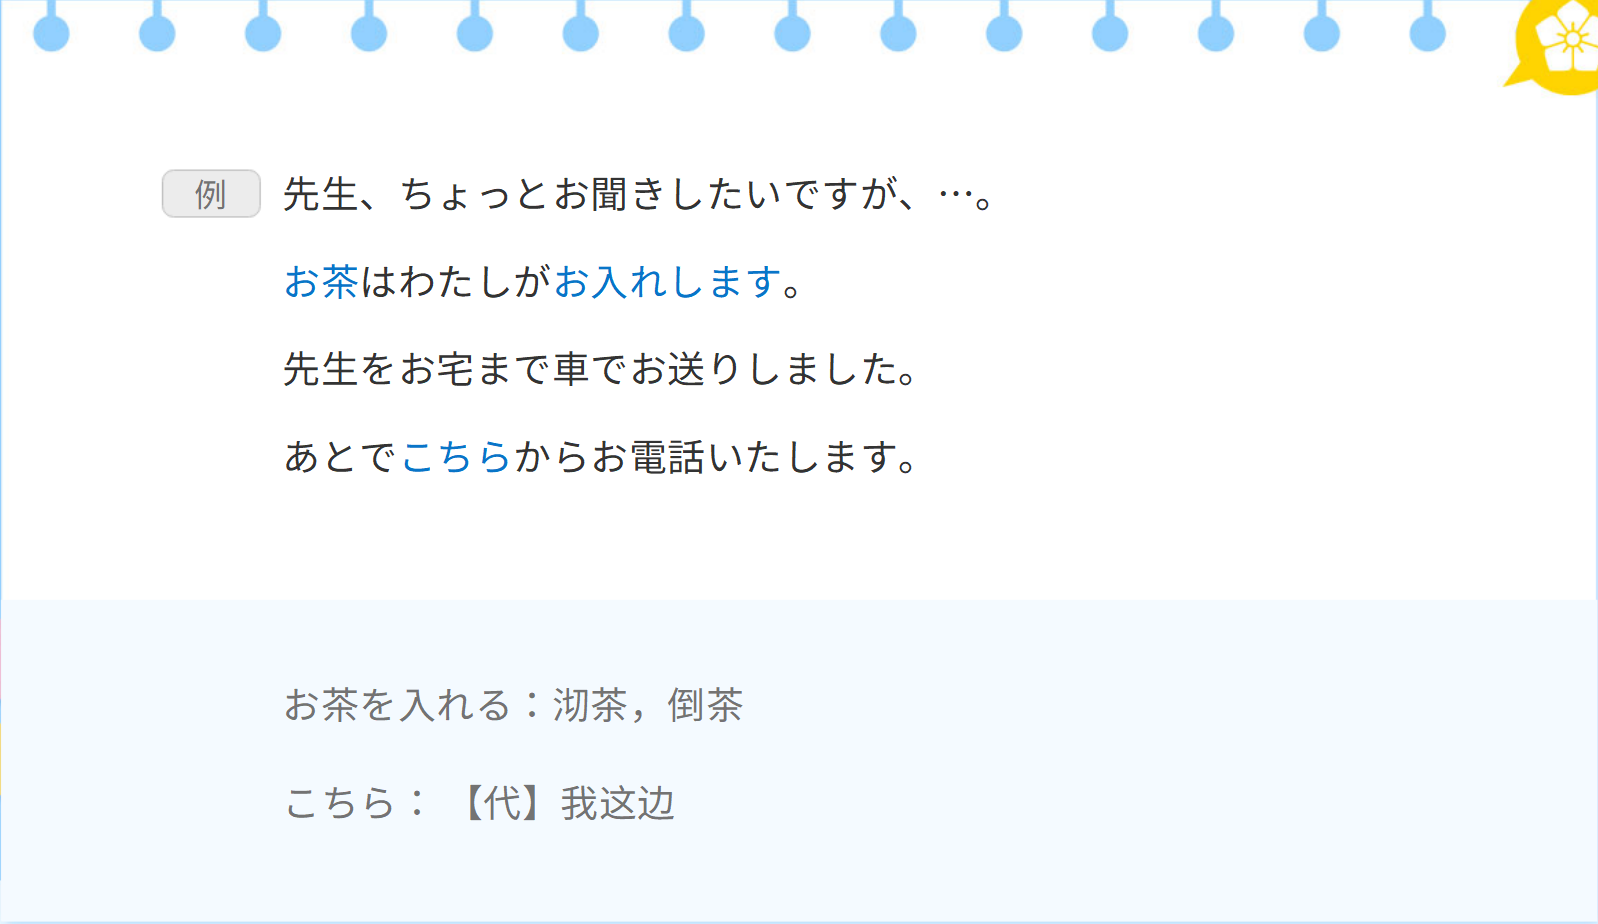 例 先生、ちょっとお聞きしたいですが、…。
お茶はわたしがお入れします。
先生をお宅まで車でお送りしました。
あとでこちらからお電話いたします。
お茶を入れる：沏茶，倒茶
こちら：【代】我这边